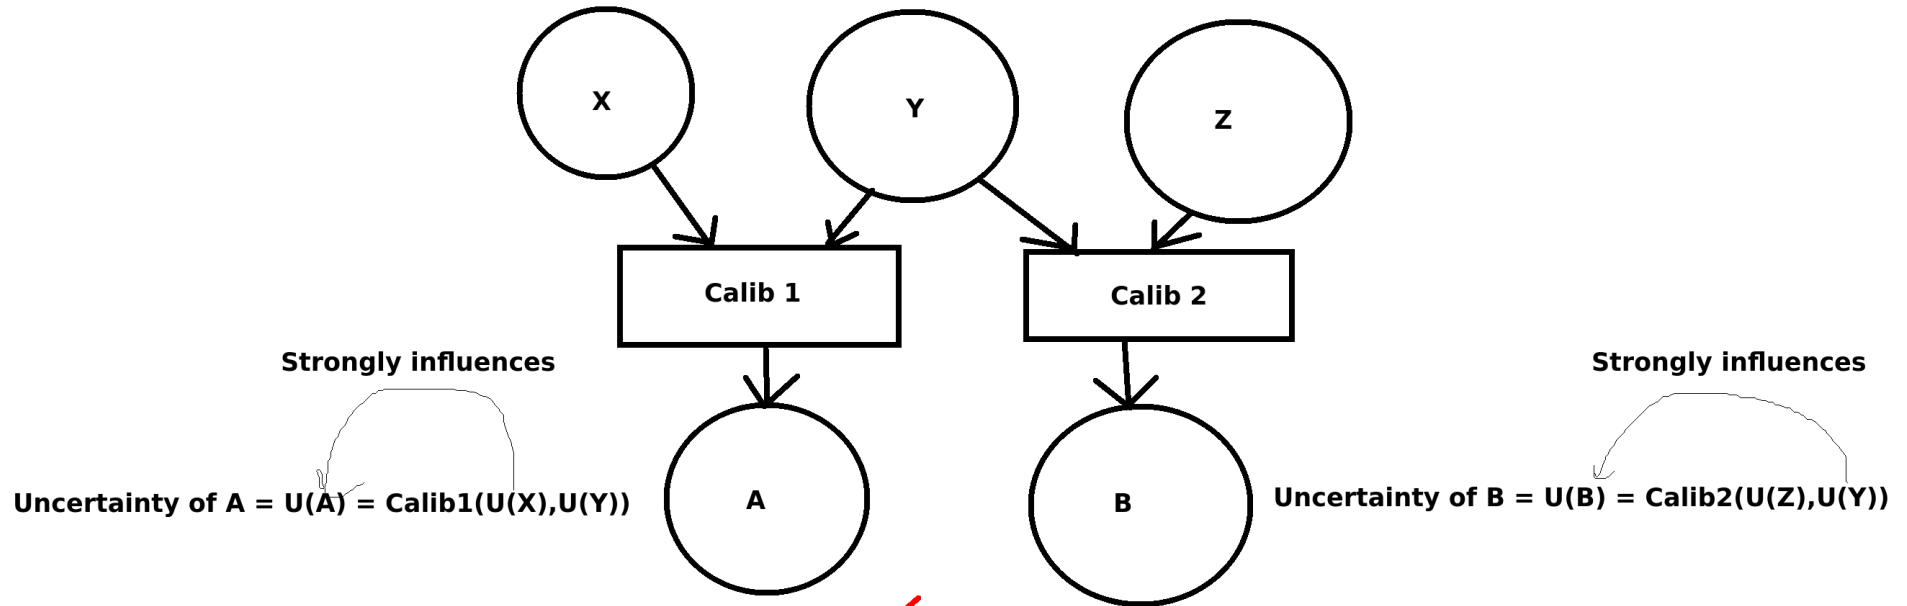 X
Y
Z
Calib 1
Calib 2
Strongly influences
Strongly influences
Uncertainty of A = U(A) = Calib1(U(X),U(Y))
A
B
Uncertainty of B = U(B) = Calib2(U(Z),U(Y))